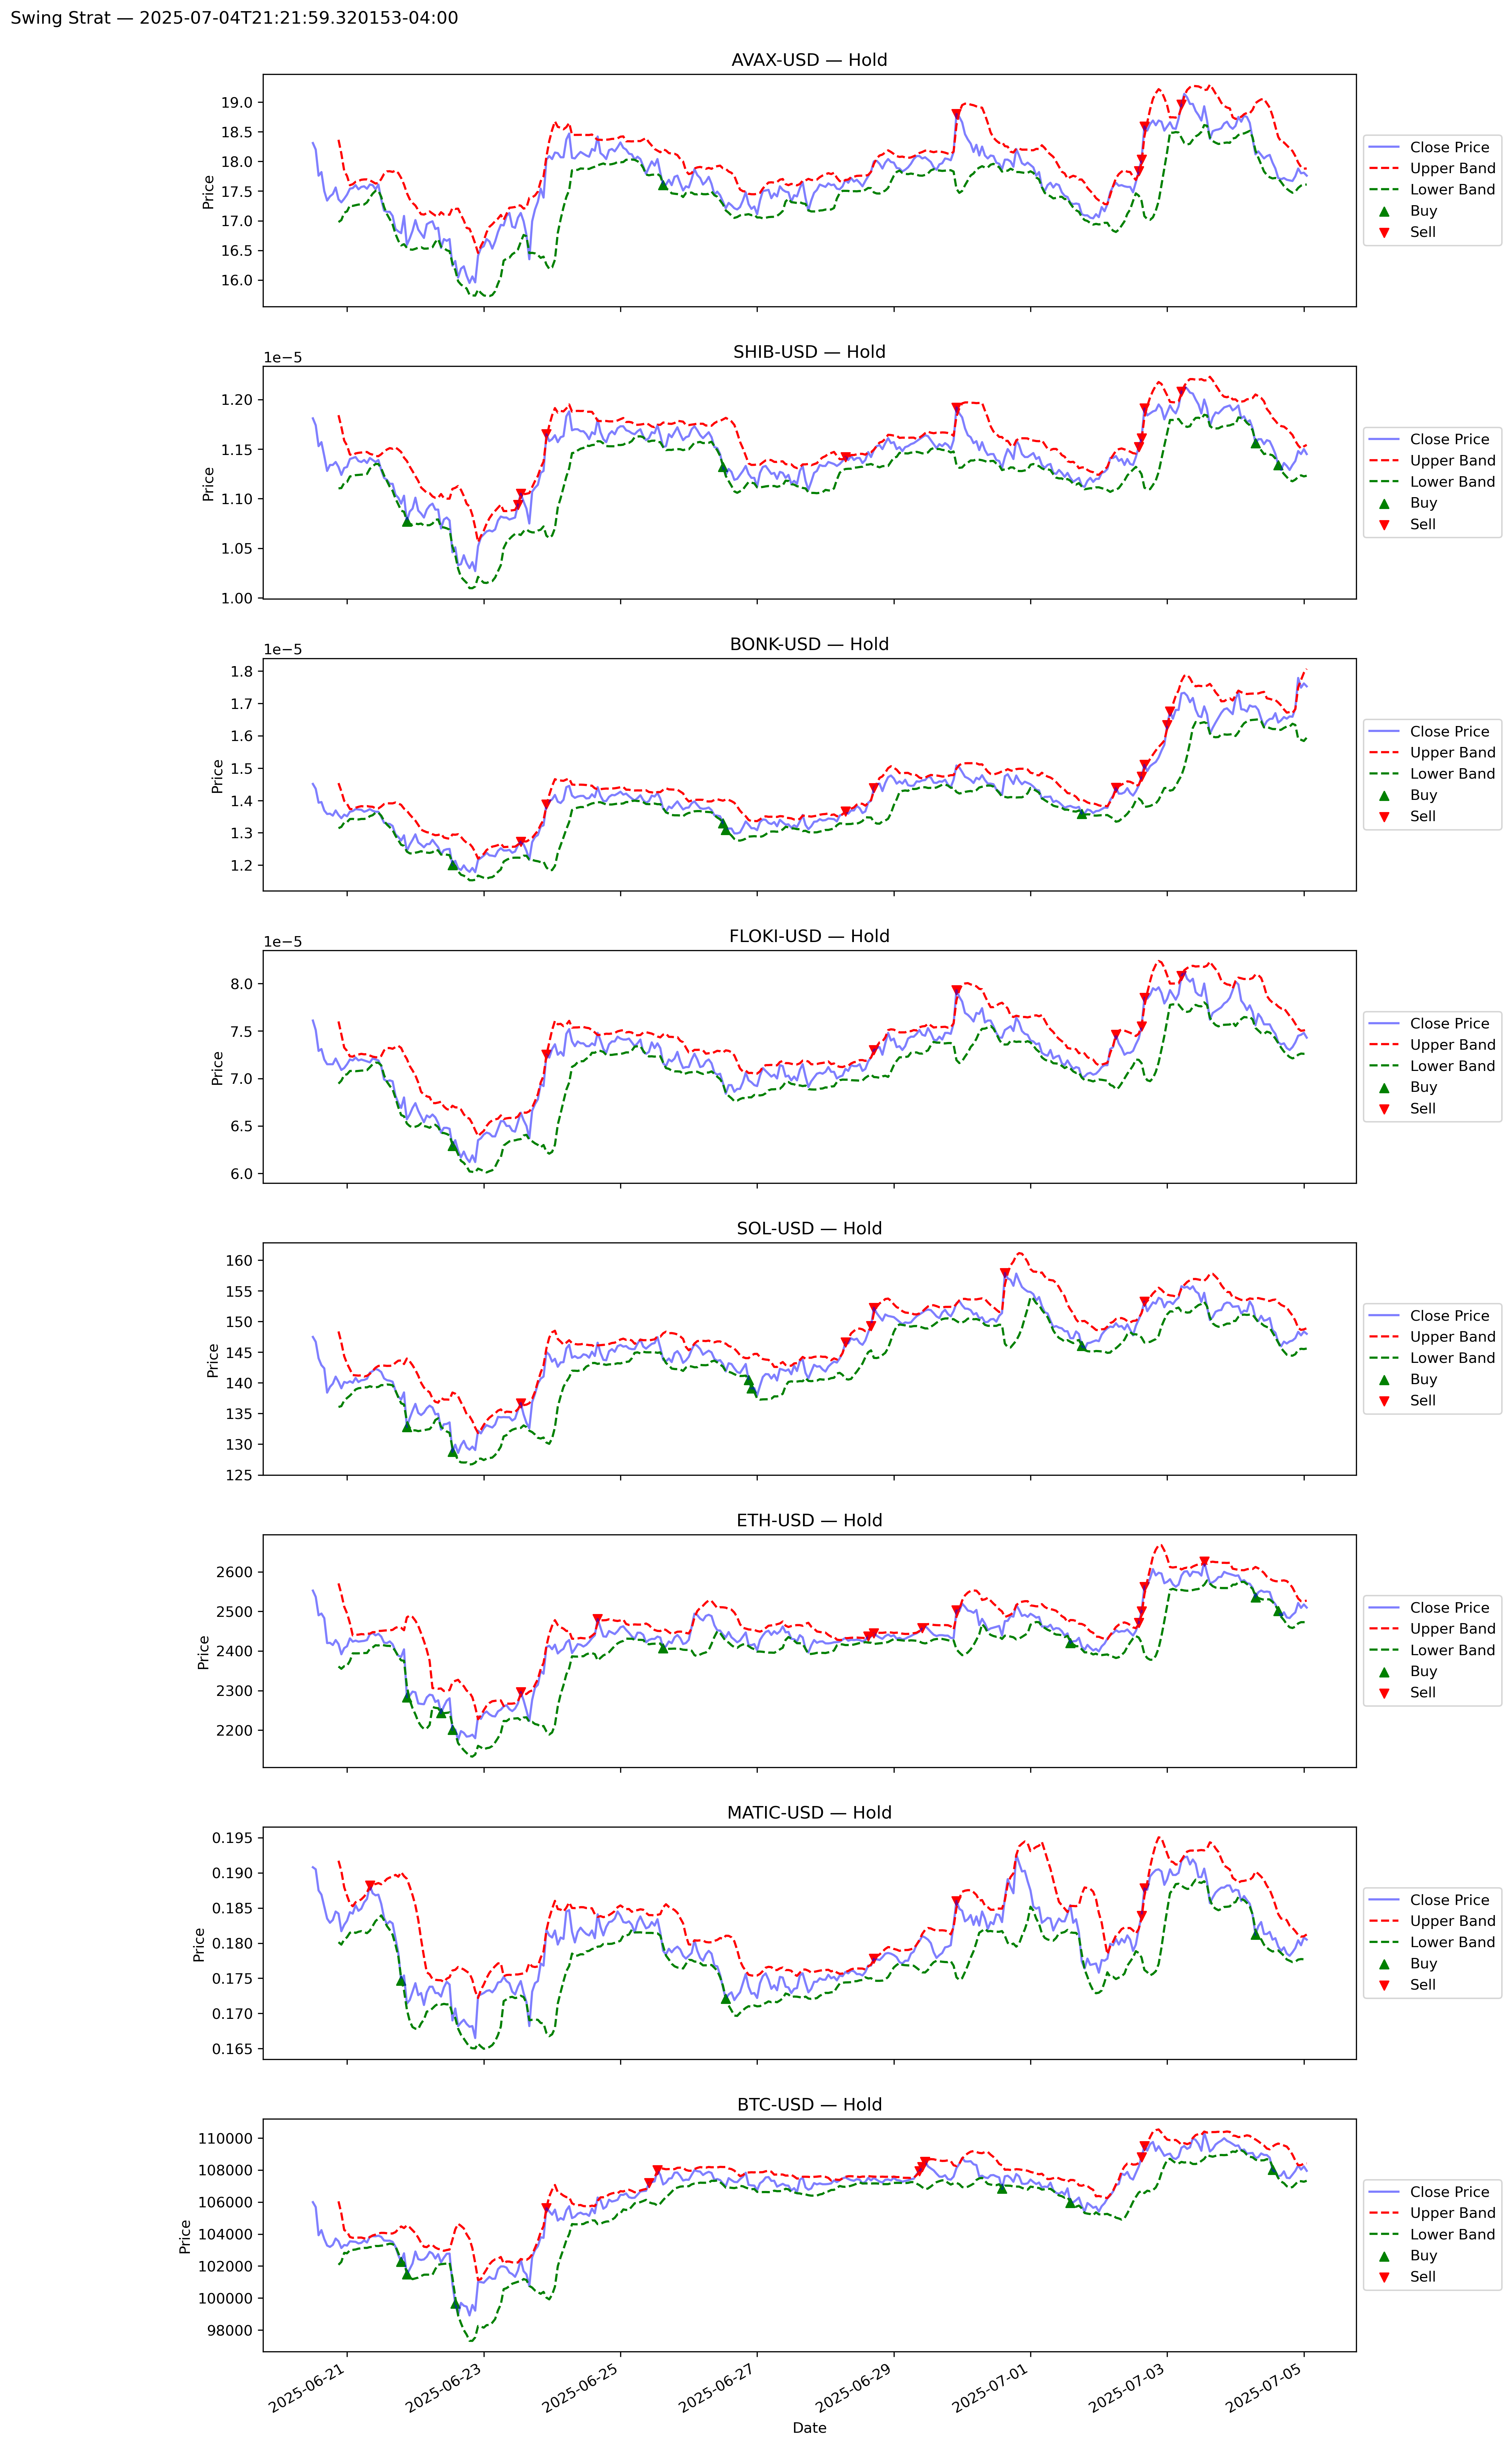 Swing Strat — 2025-07-04T21:21:59.320153-04:00
AVAX-USD — Hold
19.0
18.5
18.0
17.5
17.0
16.5
16.0
Price
Close Price
Upper Band
Lower Band
Buy
Sell
SHIB-USD — Hold
1e−5
1.20
1.15
1.10
1.05
1.00
Price
Close Price
Upper Band
Lower Band
Buy
Sell
BONK-USD — Hold
1e−5
1.8
1.7
1.6
1.5
1.4
1.3
1.2
Price
Close Price
Upper Band
Lower Band
Buy
Sell
FLOKI-USD — Hold
1e−5
8.0
7.5
7.0
6.5
6.0
Price
Close Price
Upper Band
Lower Band
Buy
Sell
SOL-USD — Hold
160
155
150
145
140
135
130
125
Price
Close Price
Upper Band
Lower Band
Buy
Sell
ETH-USD — Hold
2600
2500
2400
2300
2200
Price
Close Price
Upper Band
Lower Band
Buy
Sell
MATIC-USD — Hold
0.195
0.190
0.185
0.180
0.175
0.170
0.165
Price
Close Price
Upper Band
Lower Band
Buy
Sell
BTC-USD — Hold
110000
108000
106000
104000
102000
100000
98000
Price
Close Price
Upper Band
Lower Band
Buy
Sell
2025-06-21
2025-06-23
2025-06-25
2025-06-27
2025-06-29
2025-07-01
2025-07-03
2025-07-05
Date